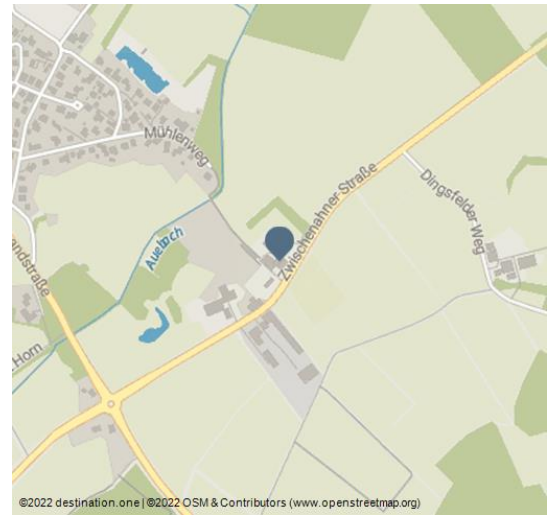 Mühlenweg
Zwischenahner Straße
Dingsfelder Weg
Auebach
andstraße
Horn
©2022 destination.one | ©2022 OSM & Contributors (www.openstreetmap.org)